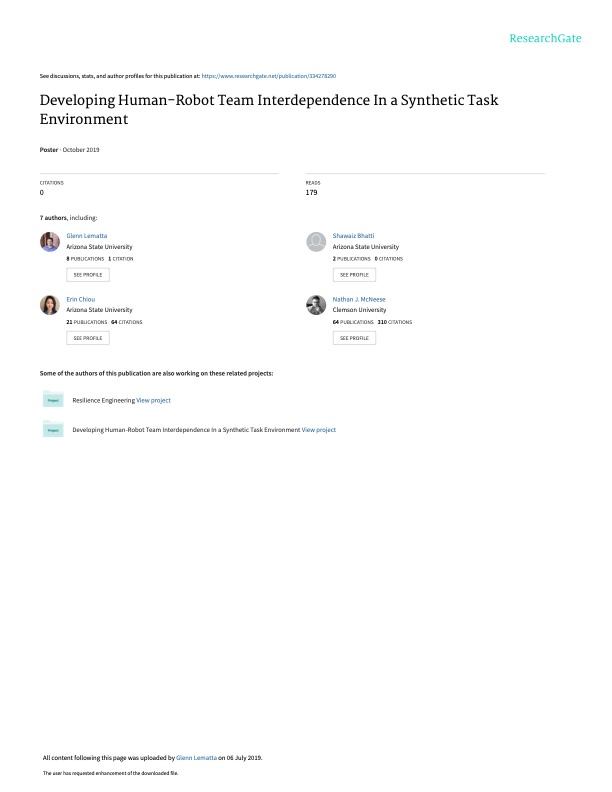 ResearchGate
See discussions, stats, and author profiles for this publication at: https://www.researchgate.net/publication/334278290
Developing Human-Robot Team Interdependence In a Synthetic Task
Environment
Poster · October 2019
CITATIONS
0
READS
179
7 authors, including:
Glenn Lematta
Arizona State University
8 PUBLICATIONS 1 CITATION
SEE PROFILE
Shawaiz Bhatti
Arizona State University
2 PUBLICATIONS 0 CITATIONS
SEE PROFILE
Erin Chiou
Arizona State University
21 PUBLICATIONS 64 CITATIONS
SEE PROFILE
Nathan J. McNeese
Clemson University
64 PUBLICATIONS 310 CITATIONS
SEE PROFILE
Some of the authors of this publication are also working on these related projects:
Project
Resilience Engineering View project
Project
Developing Human-Robot Team Interdependence In a Synthetic Task Environment View project
All content following this page was uploaded by Glenn Lematta on 06 July 2019.
The user has requested enhancement of the downloaded file.